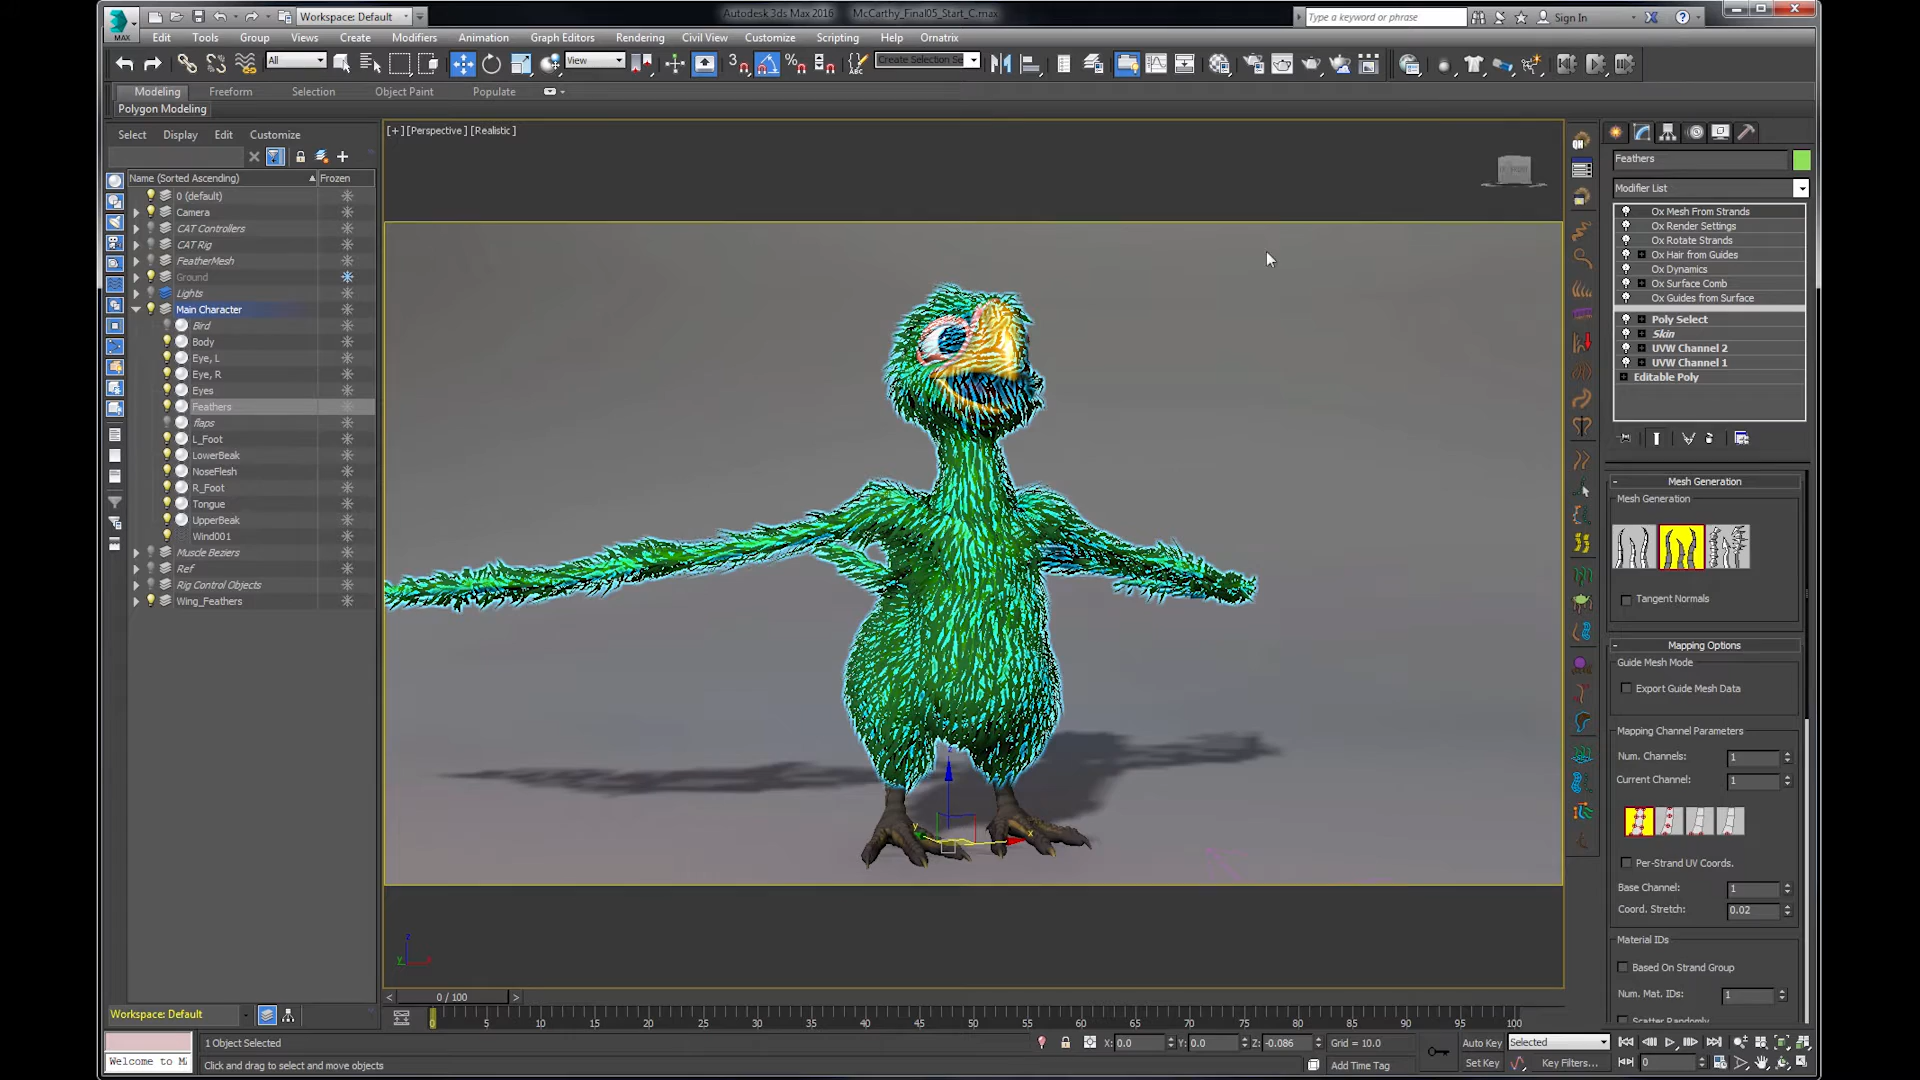 Workspace: Default
Autodesk 3ds Max 2016    McCarthy_Final05_Start_C.max
Type a keyword or phrase
Sign In
MAX
Edit Tools Group Views Create Modifiers Animation Graph Editors Rendering Civil View Customize Scripting Help Ornatrix
All
View
Create Selection Se
Modeling Freeform Selection Object Paint Populate
Polygon Modeling
Select Display Edit Customize
Name (Sorted Ascending) Frozen
0 (default)
Camera
CAT Controllers
CAT Rig
FeatherMesh
Ground
Lights
Main Character
Bird
Body
Eye, L
Eye, R
Eyes
Feathers
flaps
L_Foot
LowerBeak
NoseFlesh
R_Foot
Tongue
UpperBeak
Wind001
Muscle Beziers
Ref
Rig Control Objects
Wing_Feathers
[+] [Perspective] [Realistic]
z
y
x
z
y
Feathers
Modifier List
Ox Mesh From Strands
Ox Render Settings
Ox Rotate Strands
Ox Hair from Guides
Ox Dynamics
Ox Surface Comb
Ox Guides from Surface
Poly Select
Skin
UVW Channel 2
UVW Channel 1
Editable Poly
Mesh Generation
Mesh Generation
Tangent Normals
Mapping Options
Guide Mesh Mode
Export Guide Mesh Data
Mapping Channel Parameters
Num. Channels: 1
Current Channel: 1
Per-Strand UV Coords.
Base Channel: 1
Coord. Stretch: 0.02
Material IDs
Based On Strand Group
Num. Mat. IDs: 1
Scatter Randomly
Workspace: Default
0 / 100
0 5 10 15 20 25 30 35 40 45 50 55 60 65 70 75 80 85 90 95 100
1 Object Selected
X: 0.0 Y: 0.0 Z: -0.086 Grid = 10.0
Auto Key Selected
Welcome to M
Click and drag to select and move objects
Add Time Tag
Set Key Key Filters...
0